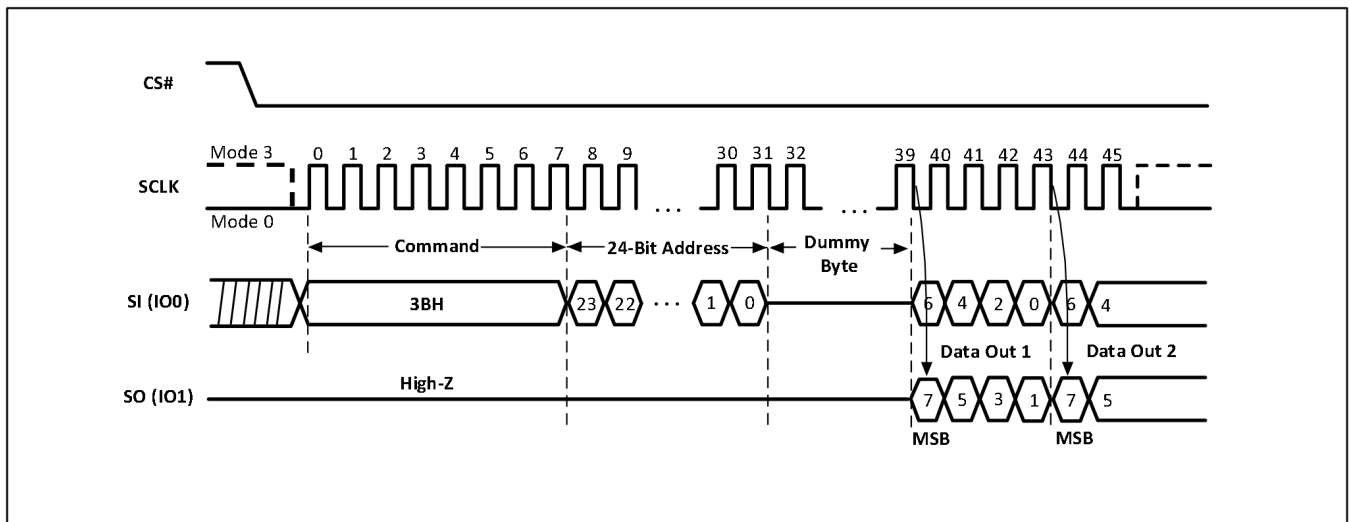 CS#
Mode 3
0 1 2 3 4 5 6 7 8 9 30 31 32 39 40 41 42 43 44 45
SCLK
... ...
Mode 0
Command 24-Bit Address Dummy
Byte
SI (IO0) 3BH 23 22 ... 1 0 6 4 2 0 6 4
Data Out 1 Data Out 2
High-Z
SO (IO1) 7 5 3 1 7 5
MSB MSB